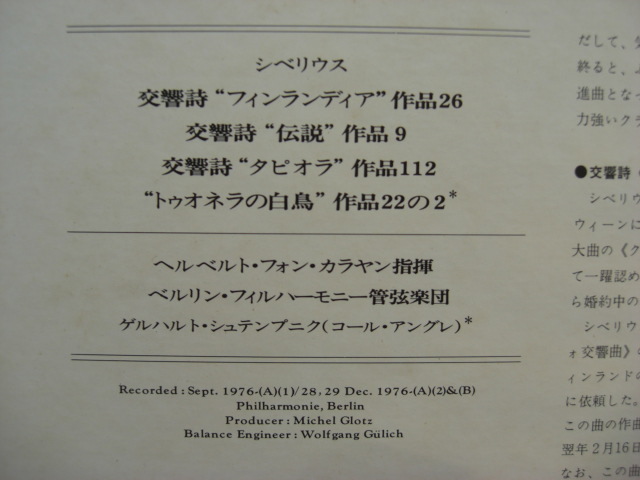 シベリウス
交響詩“フィンランディア”作品26
交響詩“伝説”作品9
交響詩“タピオラ”作品112
“トゥオネラの白鳥”作品22の2*
ヘルベルト・フォン・カラヤン指揮
ベルリン・フィルハーモニー管弦楽団
ゲルハルト・シュテンプニク(コール・アングレ)*
Recorded : Sept. 1976-(A)(1)/28, 29 Dec. 1976-(A)(2)&(B)
Philharmonie, Berlin
Producer : Michel Glotz
Balance Engineer : Wolfgang Gülich
だして、
終ると、
進曲とな
力強いク
●交響詩
シベリウ
ウィーンに
大曲の《ク
て一躍認め
ら婚約中の
シベリウ
ォ交響曲》の
ィンランドの
に依頼した。
この曲の作曲
翌年2月16日
なお、この曲